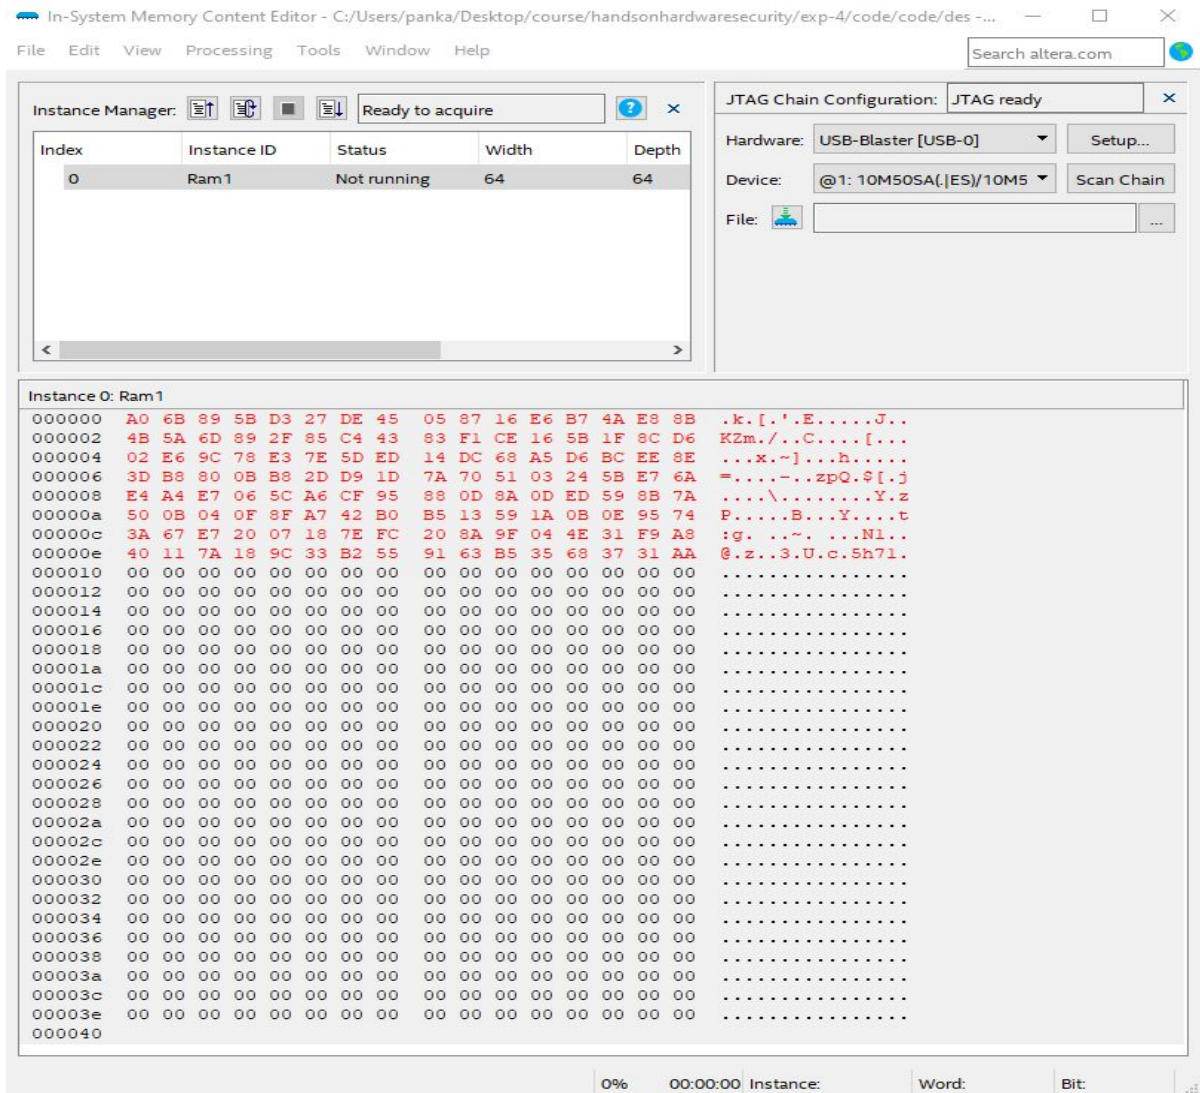 In-System Memory Content Editor - C:/Users/panka/Desktop/course/handsonhardwaresecurity/exp-4/code/code/des -...
File Edit View Processing Tools Window Help
Search altera.com
Instance Manager: Ready to acquire
Index Instance ID Status Width Depth
0 Ram1 Not running 64 64
JTAG Chain Configuration: JTAG ready
Hardware: USB-Blaster [USB-0] Setup...
Device: @1: 10M50SA(.|ES)/10M5 Scan Chain
File: ...
Instance 0: Ram1
000000 A0 6B 89 5B D3 27 DE 45 05 87 16 E6 B7 4A E8 8B .k.[.'.E.....J..
000002 4B 5A 6D 89 2F 85 C4 43 83 F1 CE 16 5B 1F 8C D6 KZm./..C....[...
000004 02 E6 9C 78 E3 7E 5D ED 14 DC 68 A5 D6 BC EE 8E ...x.~]...h.....
000006 3D B8 80 0B B8 2D D9 1D 7A 70 51 03 24 5B E7 6A =....-..zpQ.$[.j
000008 E4 A4 E7 06 5C A6 CF 95 88 0D 8A 0D ED 59 8B 7A ....\........Y.z
00000a 50 0B 04 0F 8F A7 42 B0 B5 13 59 1A 0B 0E 95 74 P.....B...Y....t
00000c 3A 67 E7 20 07 18 7E FC 20 8A 9F 04 4E 31 F9 A8 :g. ..~. ...N1..
00000e 40 11 7A 18 9C 33 B2 55 91 63 B5 35 68 37 31 AA @.z..3.U.c.5h71.
000010 00 00 00 00 00 00 00 00 00 00 00 00 00 00 00 00 ................
000012 00 00 00 00 00 00 00 00 00 00 00 00 00 00 00 00 ................
000014 00 00 00 00 00 00 00 00 00 00 00 00 00 00 00 00 ................
000016 00 00 00 00 00 00 00 00 00 00 00 00 00 00 00 00 ................
000018 00 00 00 00 00 00 00 00 00 00 00 00 00 00 00 00 ................
00001a 00 00 00 00 00 00 00 00 00 00 00 00 00 00 00 00 ................
00001c 00 00 00 00 00 00 00 00 00 00 00 00 00 00 00 00 ................
00001e 00 00 00 00 00 00 00 00 00 00 00 00 00 00 00 00 ................
000020 00 00 00 00 00 00 00 00 00 00 00 00 00 00 00 00 ................
000022 00 00 00 00 00 00 00 00 00 00 00 00 00 00 00 00 ................
000024 00 00 00 00 00 00 00 00 00 00 00 00 00 00 00 00 ................
000026 00 00 00 00 00 00 00 00 00 00 00 00 00 00 00 00 ................
000028 00 00 00 00 00 00 00 00 00 00 00 00 00 00 00 00 ................
00002a 00 00 00 00 00 00 00 00 00 00 00 00 00 00 00 00 ................
00002c 00 00 00 00 00 00 00 00 00 00 00 00 00 00 00 00 ................
00002e 00 00 00 00 00 00 00 00 00 00 00 00 00 00 00 00 ................
000030 00 00 00 00 00 00 00 00 00 00 00 00 00 00 00 00 ................
000032 00 00 00 00 00 00 00 00 00 00 00 00 00 00 00 00 ................
000034 00 00 00 00 00 00 00 00 00 00 00 00 00 00 00 00 ................
000036 00 00 00 00 00 00 00 00 00 00 00 00 00 00 00 00 ................
000038 00 00 00 00 00 00 00 00 00 00 00 00 00 00 00 00 ................
00003a 00 00 00 00 00 00 00 00 00 00 00 00 00 00 00 00 ................
00003c 00 00 00 00 00 00 00 00 00 00 00 00 00 00 00 00 ................
00003e 00 00 00 00 00 00 00 00 00 00 00 00 00 00 00 00 ................
000040
0% 00:00:00 Instance: Word: Bit: